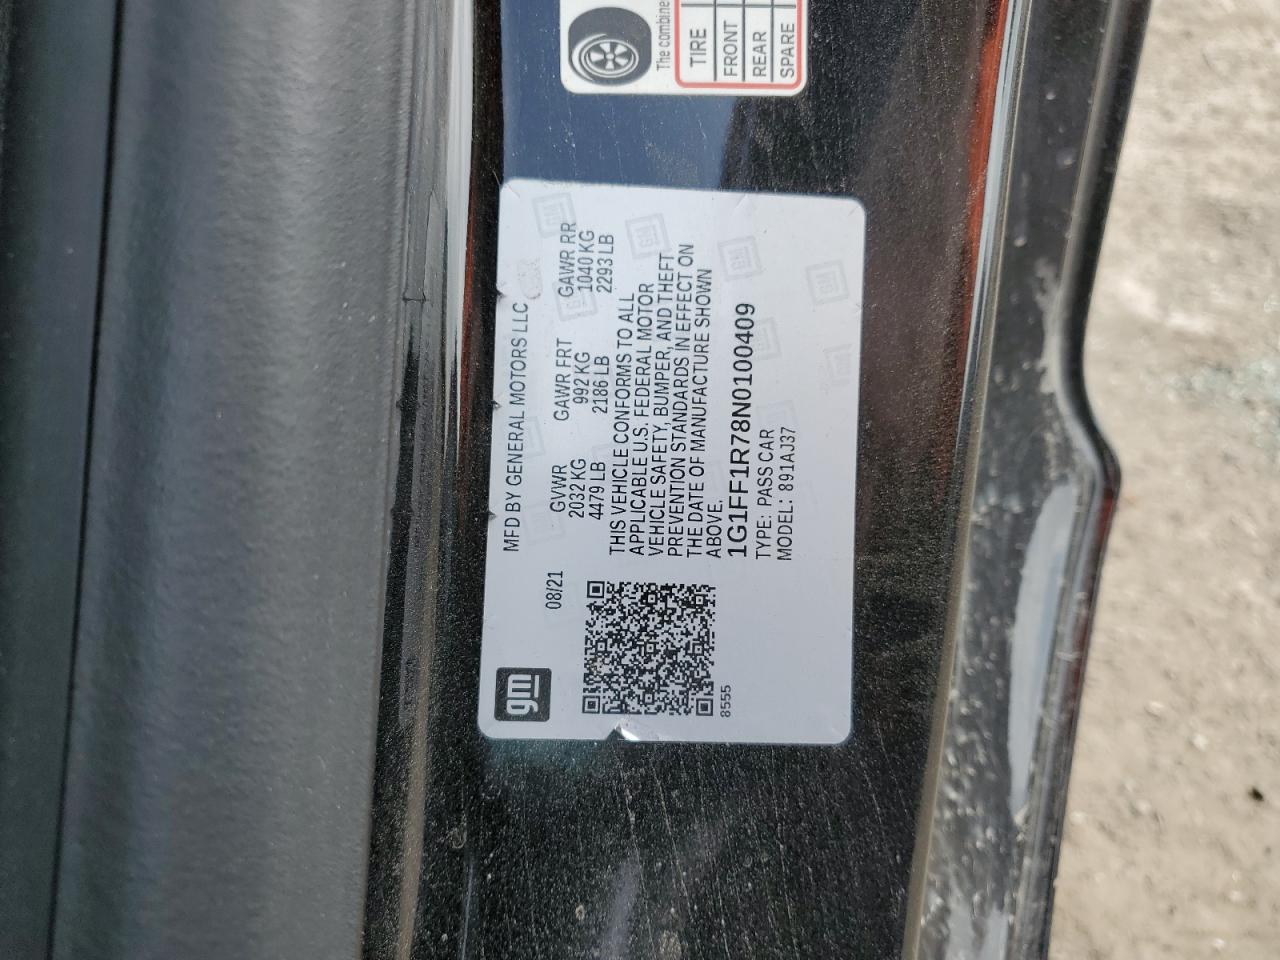 MFD BY GENERAL MOTORS LLC
08/21
GVWR GAWR FRT GAWR RR
2032 KG 992 KG 1040 KG
4479 LB 2186 LB 2293 LB
THIS VEHICLE CONFORMS TO ALL
APPLICABLE U.S. FEDERAL MOTOR
VEHICLE SAFETY, BUMPER, AND THEFT
PREVENTION STANDARDS IN EFFECT ON
THE DATE OF MANUFACTURE SHOWN
ABOVE.
1G1FF1R78N0100409
TYPE: PASS CAR
MODEL: 891AJ37
gm
8555
The combine
TIRE
FRONT
REAR
SPARE